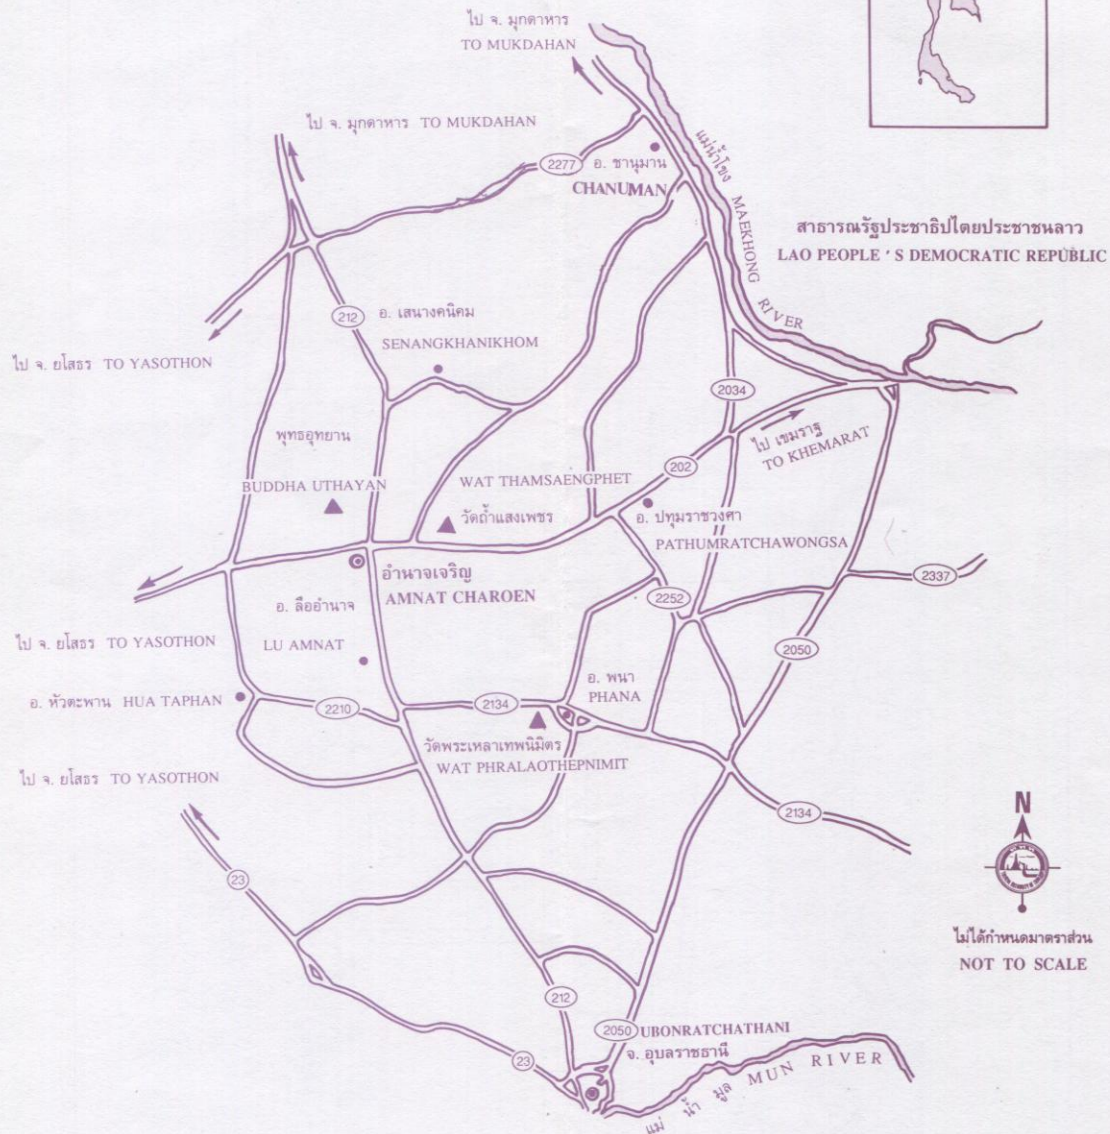 ไป จ. มุกดาหาร
TO MUKDAHAN
ไป จ. มุกดาหาร TO MUKDAHAN
2277
อ. ชานุมาน
CHANUMAN
แม่น้ำโขง MAEKHONG RIVER
สาธารณรัฐประชาธิปไตยประชาชนลาว
LAO PEOPLE ' S DEMOCRATIC REPUBLIC
212
อ. เสนางคนิคม
SENANGKHANIKHOM
ไป จ. ยโสธร TO YASOTHON
2034
ไป เขมราฐ
TO KHEMARAT
พุทธอุทยาน
BUDDHA UTHAYAN
WAT THAMSAENGPHET
วัดถ้ำแสงเพชร
202
อ. ปทุมราชวงศา
PATHUMRATCHAWONGSA
อำนาจเจริญ
AMNAT CHAROEN
2337
2252
อ. ลืออำนาจ
LU AMNAT
ไป จ. ยโสธร TO YASOTHON
2050
อ. พนา
PHANA
อ. หัวตะพาน HUA TAPHAN
2210
2134
วัดพระเหลาเทพนิมิตร
WAT PHRALAOTHEPNIMIT
ไป จ. ยโสธร TO YASOTHON
2134
N
23
ไม่ได้กำหนดมาตราส่วน
NOT TO SCALE
212
2050
UBONRATCHATHANI
จ. อุบลราชธานี
23
แม่ น้ำ มูล MUN RIVER